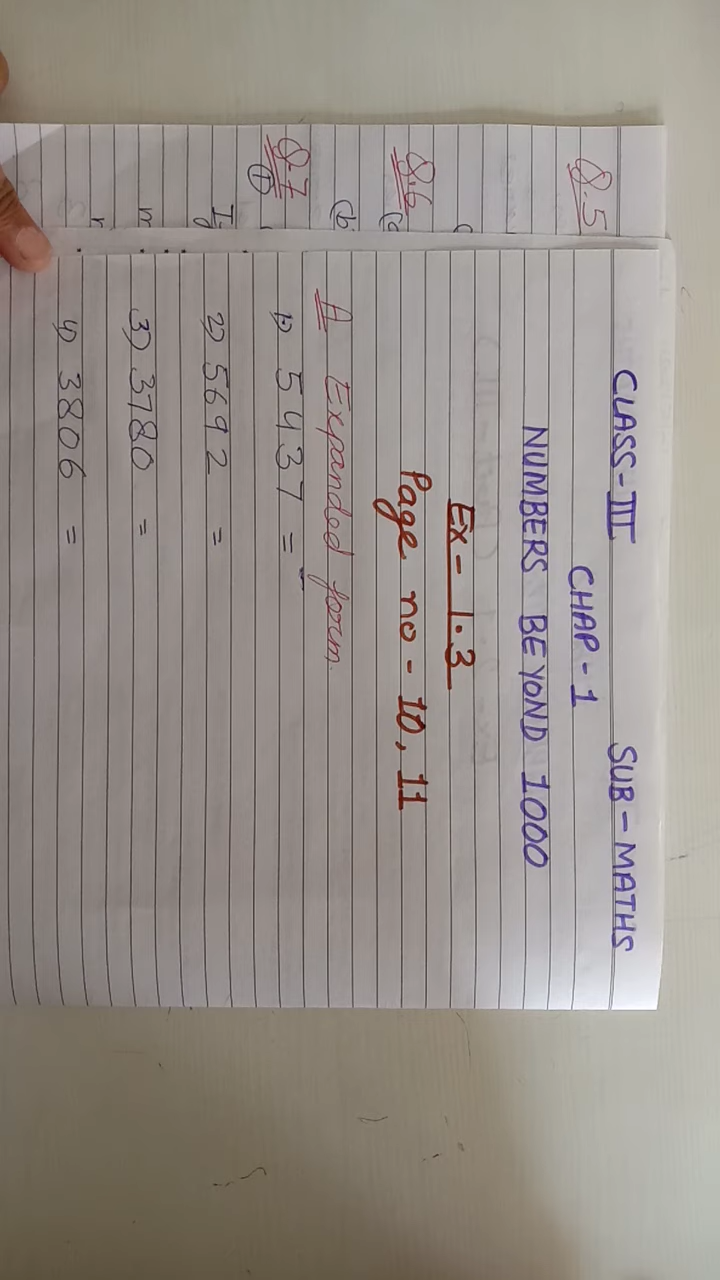 CLASS-III SUB-MATHS
CHAP-1
NUMBERS BEYOND 1000
Ex-1.3
Page no-10, 11
A Expanded form.
1) 5437 =
2) 5692 =
3) 3780 =
4) 3806 =
Q.5
Q.6 (a
(b
Q.7
①